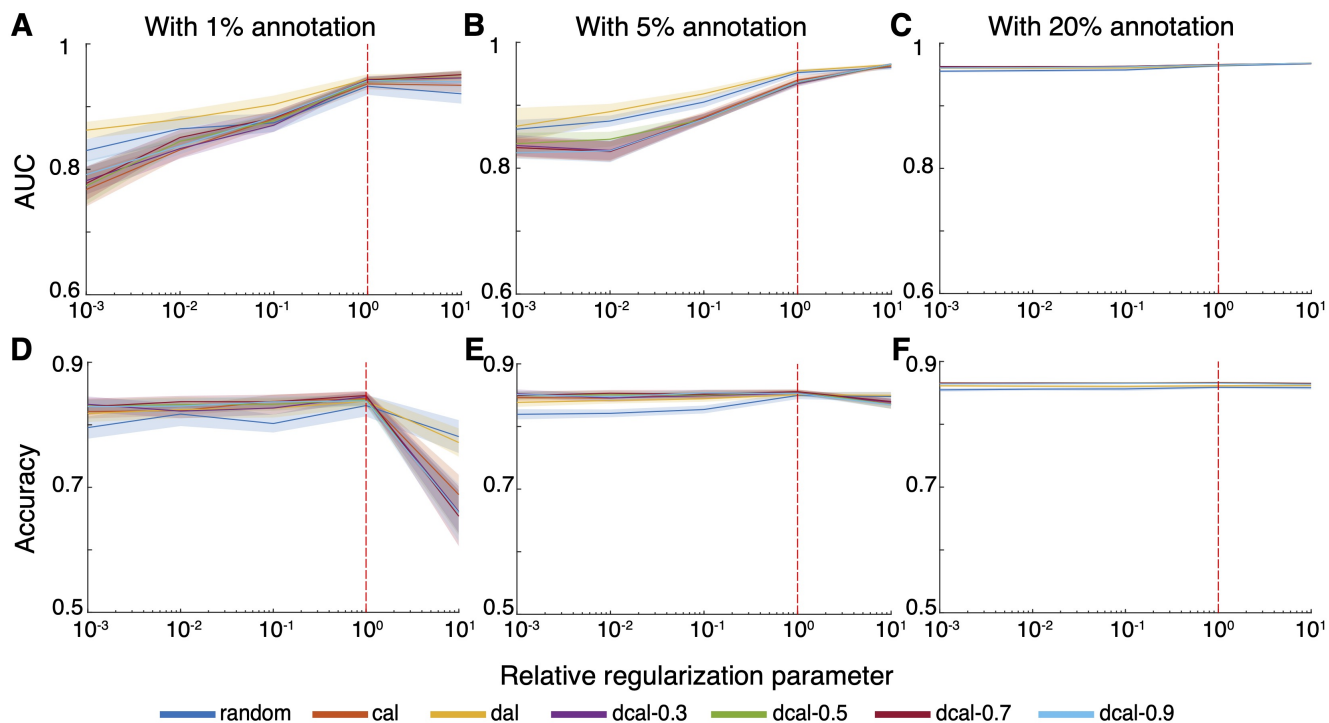 A With 1% annotation B With 5% annotation C With 20% annotation
1 1 1
AUC
0.8 0.8 0.8
0.6 0.6 0.6
10⁻³ 10⁻² 10⁻¹ 10⁰ 10¹ 10⁻³ 10⁻² 10⁻¹ 10⁰ 10¹ 10⁻³ 10⁻² 10⁻¹ 10⁰ 10¹
D E F
0.9 0.9 0.9
Accuracy
0.7 0.7 0.7
0.5 0.5 0.5
10⁻³ 10⁻² 10⁻¹ 10⁰ 10¹ 10⁻³ 10⁻² 10⁻¹ 10⁰ 10¹ 10⁻³ 10⁻² 10⁻¹ 10⁰ 10¹
Relative regularization parameter
random cal dal dcal-0.3 dcal-0.5 dcal-0.7 dcal-0.9